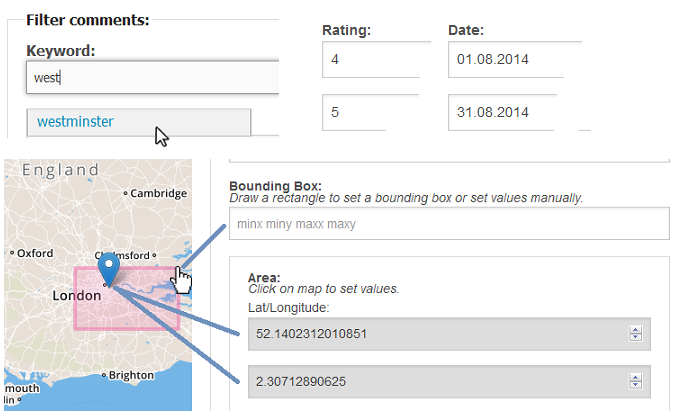 Filter comments:
Keyword:
west
westminster
Rating:
Date:
4
01.08.2014
5
31.08.2014
England
Cambridge
Oxford
London
Brighton
mouth
Bounding Box:
Draw a rectangle to set a bounding box or set values manually.
minx miny maxx maxy
Area:
Click on map to set values.
Lat/Longitude:
52.1402312010851
2.30712890625